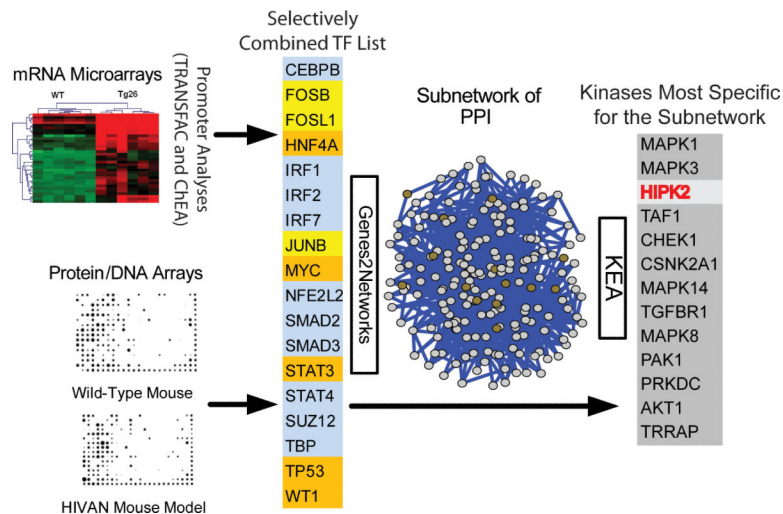 mRNA Microarrays
WT
Tg26
Promoter Analyses
(TRANSFAC and ChEA)
Protein/DNA Arrays
Wild-Type Mouse
HIVAN Mouse Model
Selectively
Combined TF List
CEBPB
FOSB
FOSL1
HNF4A
IRF1
IRF2
IRF7
JUNB
MYC
NFE2L2
SMAD2
SMAD3
STAT3
STAT4
SUZ12
TBP
TP53
WT1
Genes2Networks
Subnetwork of
PPI
KEA
Kinases Most Specific
for the Subnetwork
MAPK1
MAPK3
HIPK2
TAF1
CHEK1
CSNK2A1
MAPK14
TGFBR1
MAPK8
PAK1
PRKDC
AKT1
TRRAP